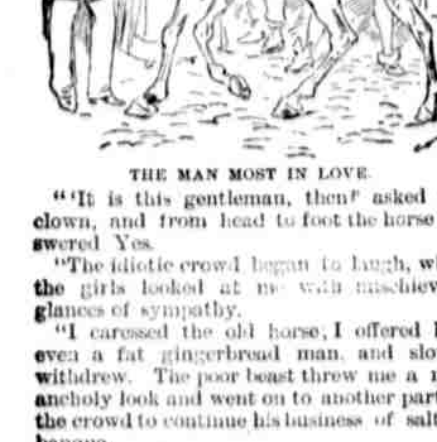 THE MAN MOST IN LOVE.
"'It is this gentleman, then?' asked
clown, and from head to foot the horse
swered Yes.
"The idiotic crowd began to laugh, w
the girls looked at me with mischiev
glances of sympathy.
"I caressed the old horse; I offered h
even a fat gingerbread man, and slo
withdrew. The poor beast threw me a m
ancholy look and went on to another part
the crowd to continue his business of salt